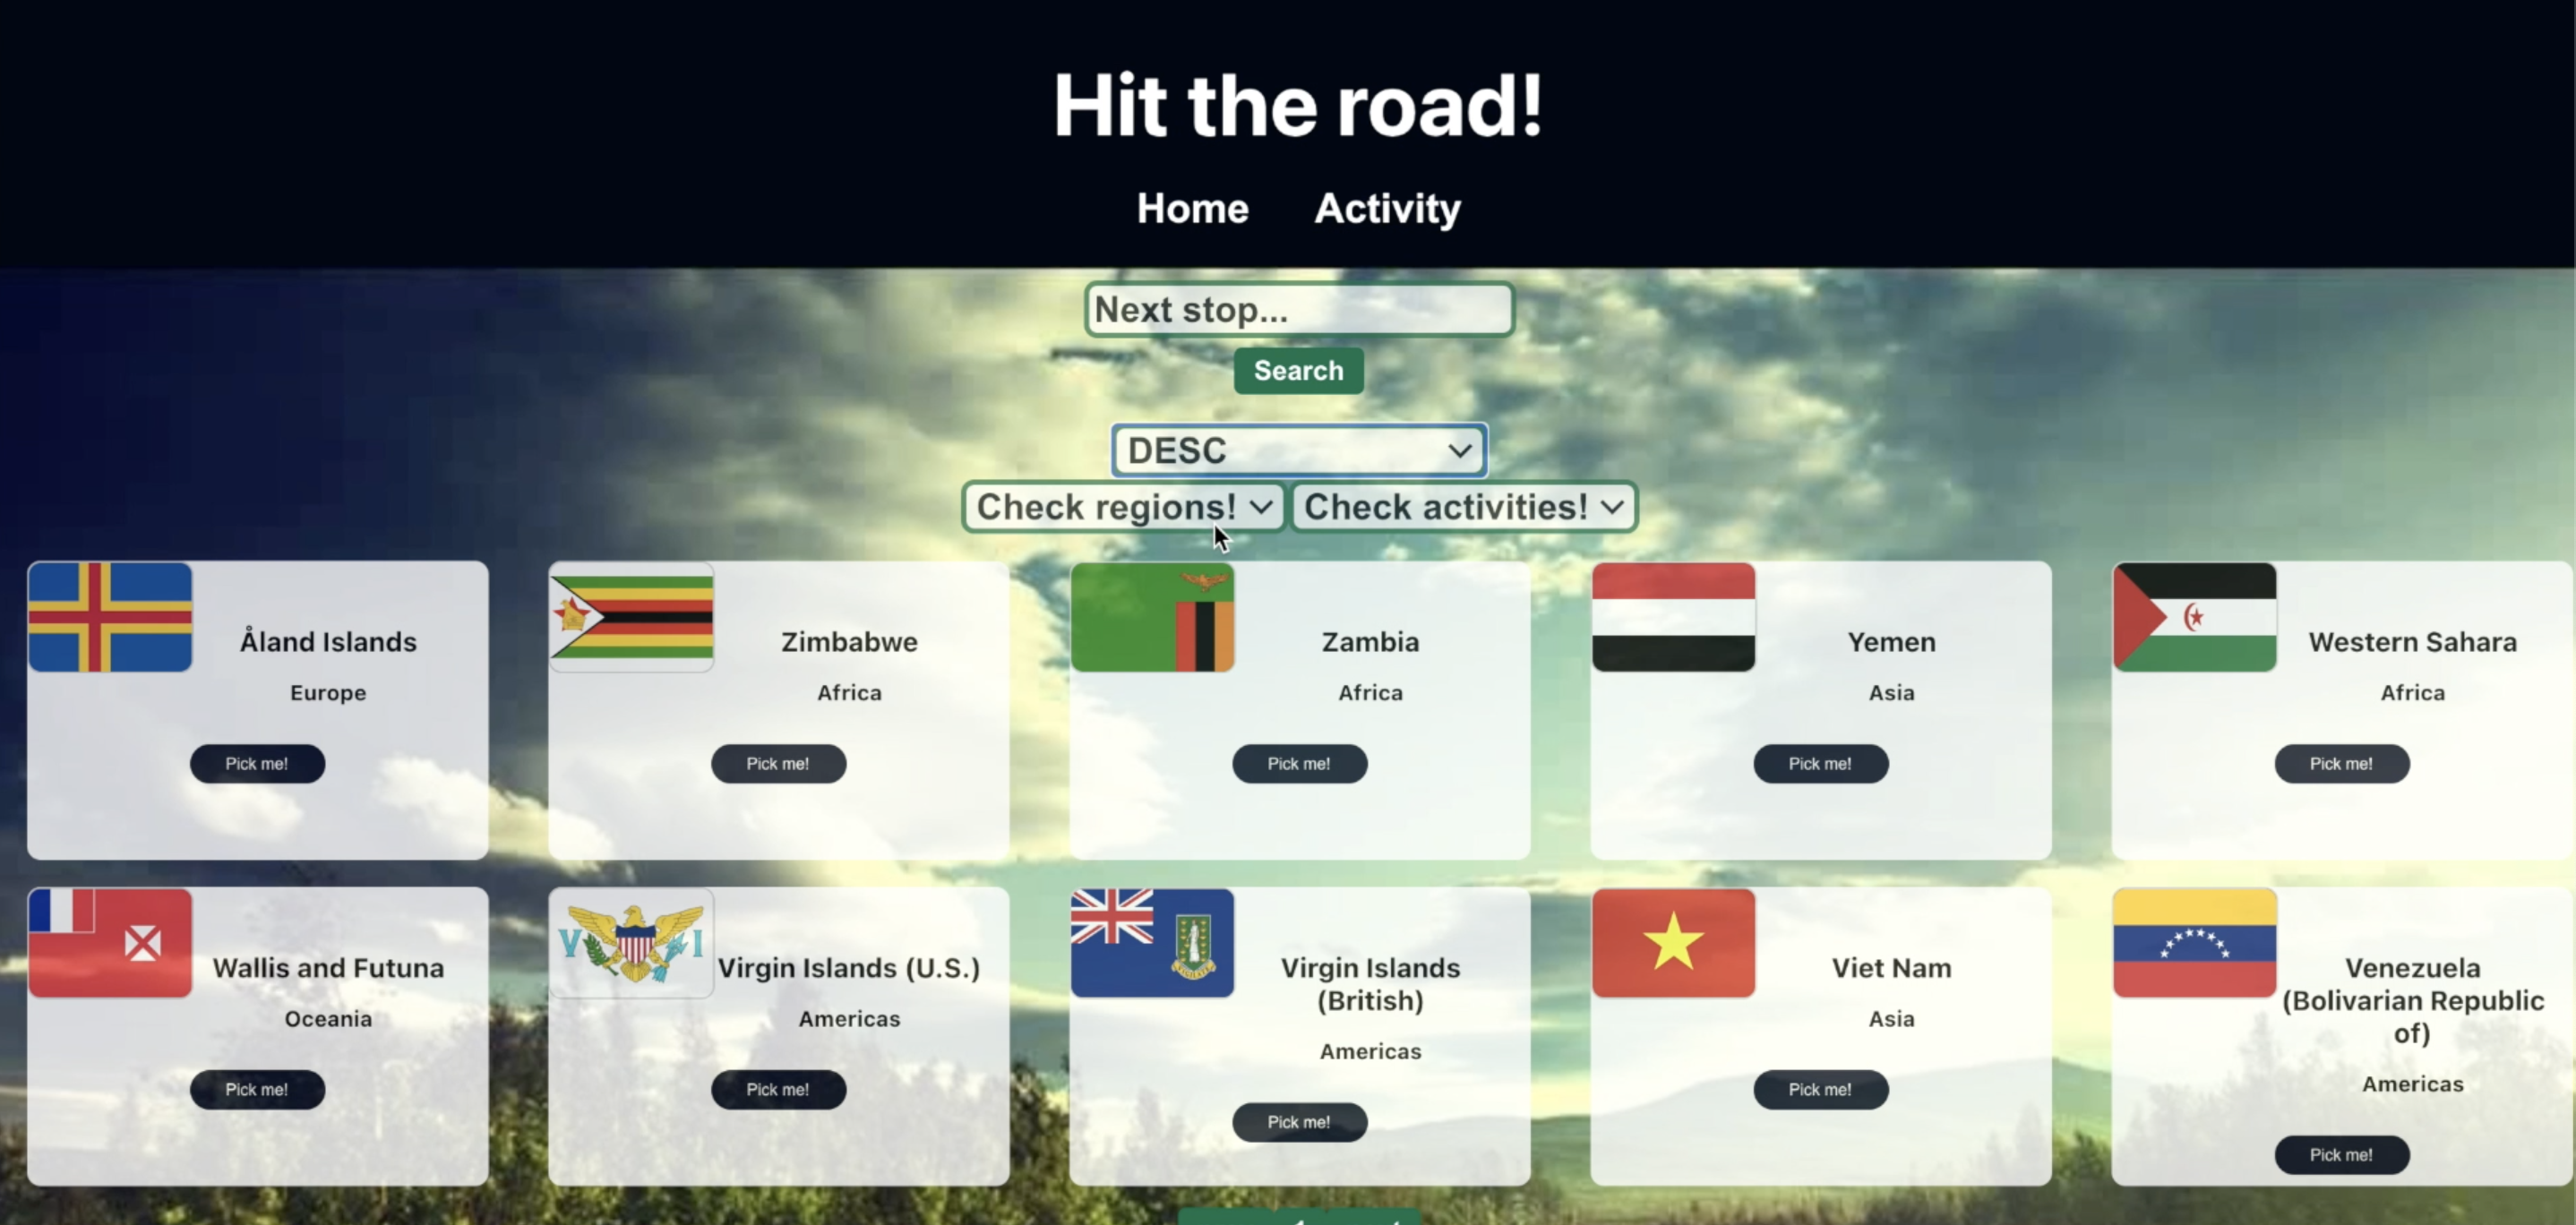 Hit the road!
Home Activity
Next stop...
Search
DESC
Check regions! Check activities!
Åland Islands
Europe
Pick me!
Zimbabwe
Africa
Pick me!
Zambia
Africa
Pick me!
Yemen
Asia
Pick me!
Western Sahara
Africa
Pick me!
Wallis and Futuna
Oceania
Pick me!
V I
Virgin Islands (U.S.)
Americas
Pick me!
Virgin Islands
(British)
Americas
Pick me!
Viet Nam
Asia
Pick me!
Venezuela
(Bolivarian Republic
of)
Americas
Pick me!